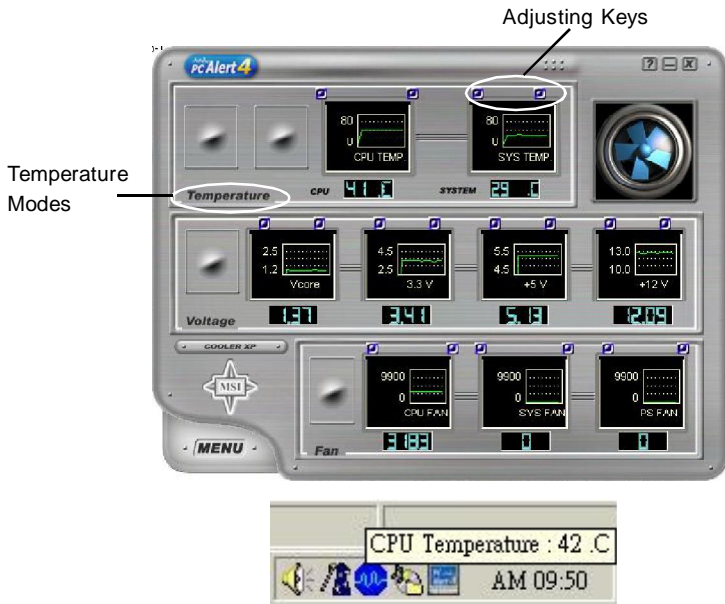 Adjusting Keys
PC Alert 4
80
U
CPU TEMP.
80
U
SYS TEMP.
Temperature
Modes
Temperature
CPU 41 .C
SYSTEM 29 .C
2.5
1.2
Vcore
4.5
2.5
3.3 V
5.5
4.5
+5 V
13.0
10.0
+12 V
Voltage
1.37
3.41
5.13
12.09
COOLER XP
MSI
MENU
9900
0
CPU FAN
9900
0
SYS FAN
9900
0
PS FAN
Fan
3183
0
0
CPU Temperature : 42 .C
AM 09:50